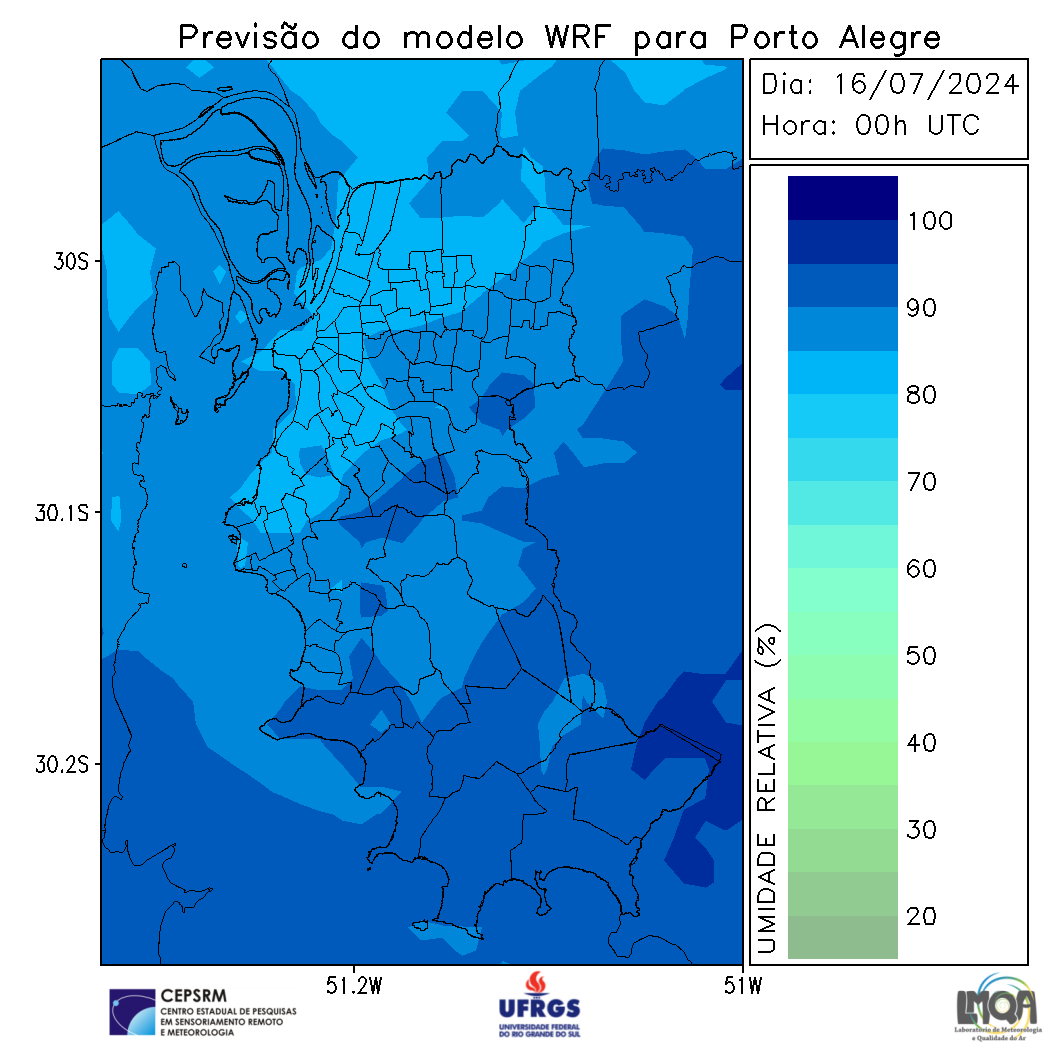 Previsão do modelo WRF para Porto Alegre
Dia: 16/07/2024
Hora: 00h UTC
30S
30.1S
30.2S
51.2W
51W
UMIDADE RELATIVA (%)
100
90
80
70
60
50
40
30
20
CEPSRM
CENTRO ESTADUAL DE PESQUISAS
EM SENSORIAMENTO REMOTO
E METEOROLOGIA
UFRGS
UNIVERSIDADE FEDERAL
DO RIO GRANDE DO SUL
LMQA
Laboratório de Meteorologia
e Qualidade do Ar